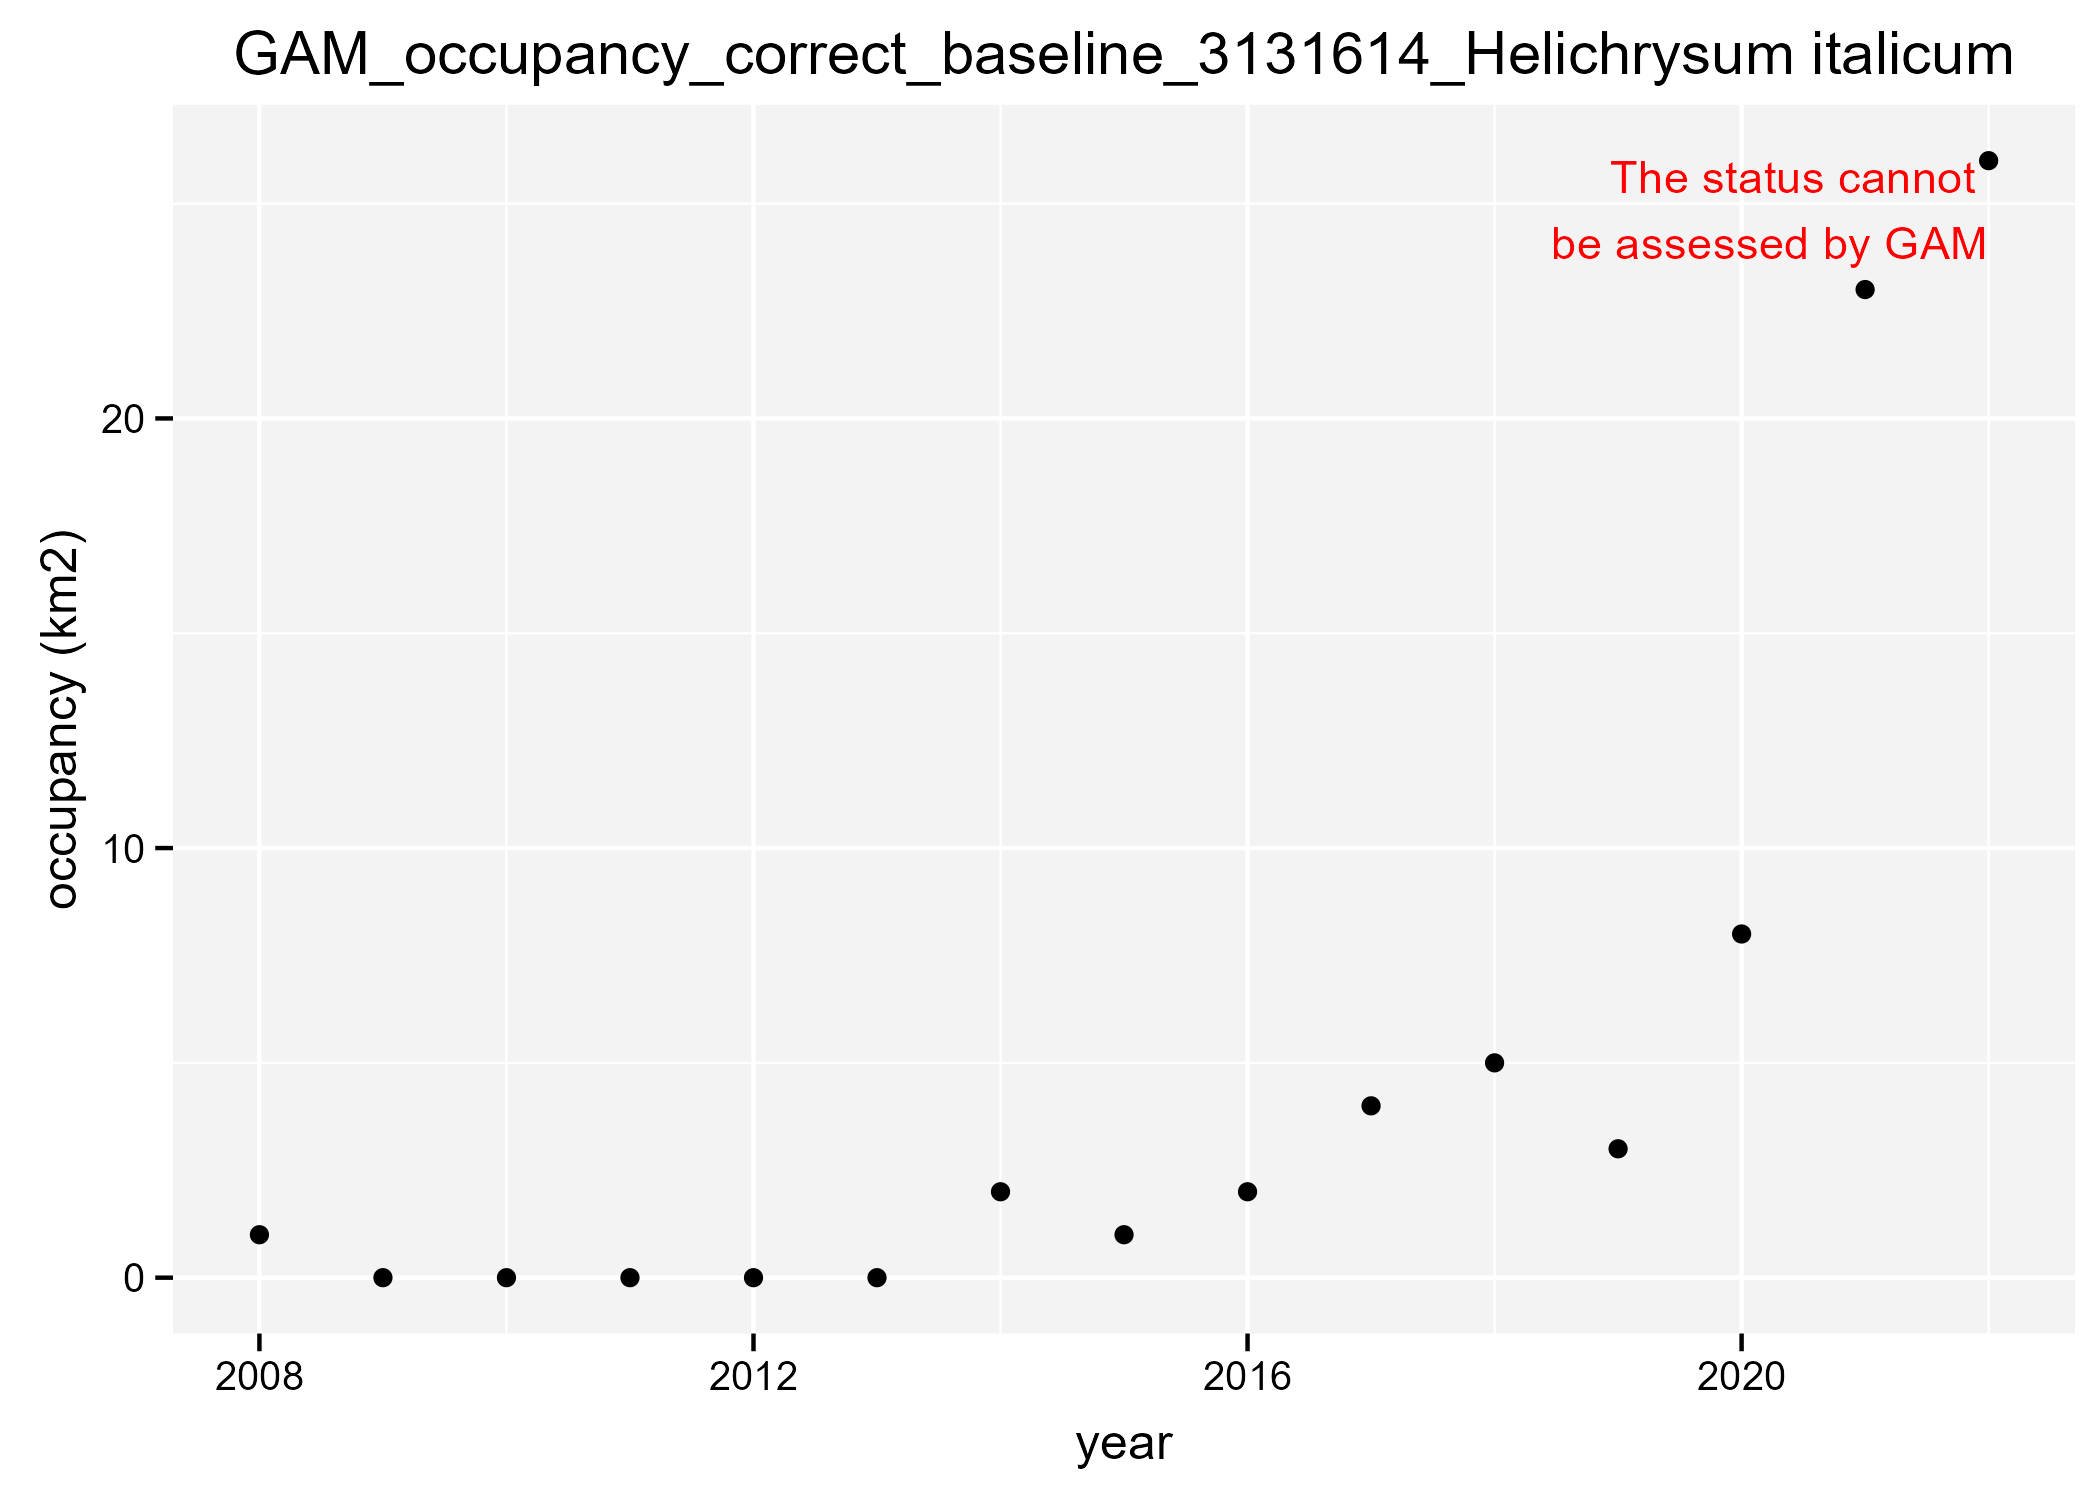 GAM_occupancy_correct_baseline_3131614_Helichrysum italicum
The status cannot
be assessed by GAM
20
10
0
occupancy (km2)
2008 2012 2016 2020
year